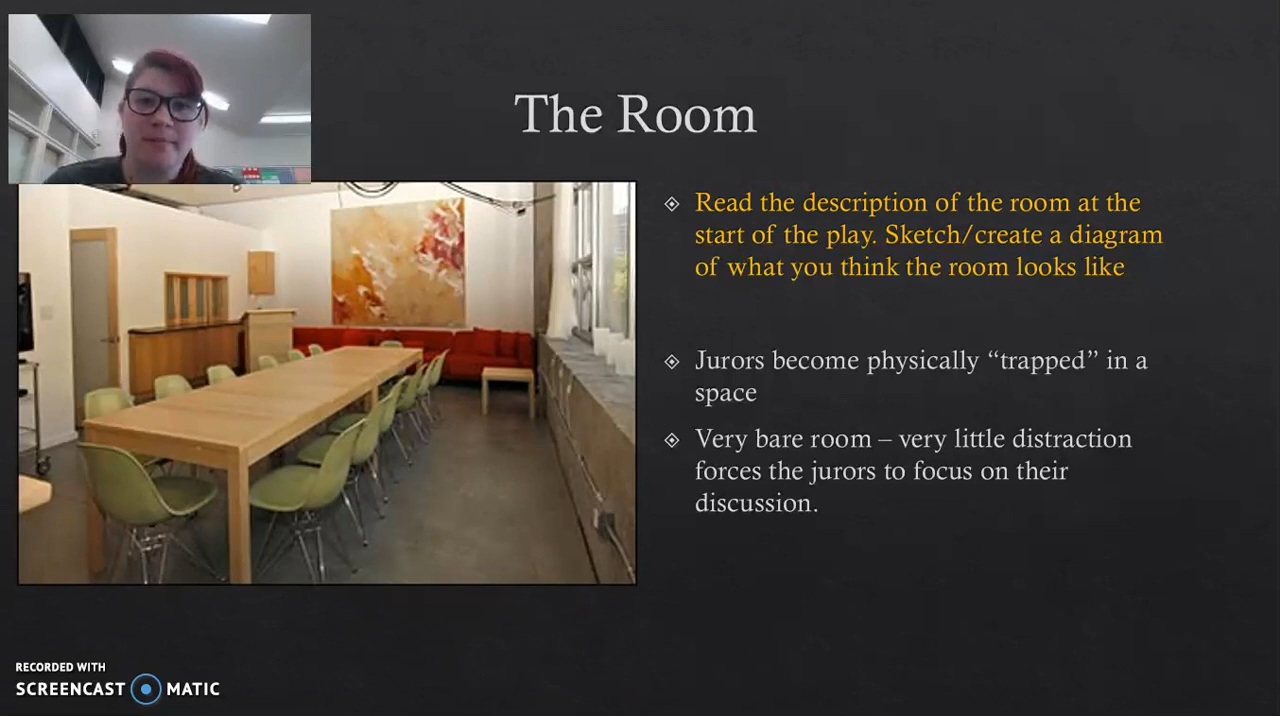 The Room
Read the description of the room at the
start of the play. Sketch/create a diagram
of what you think the room looks like
Jurors become physically “trapped” in a
space
Very bare room – very little distraction
forces the jurors to focus on their
discussion.
RECORDED WITH
SCREENCAST MATIC